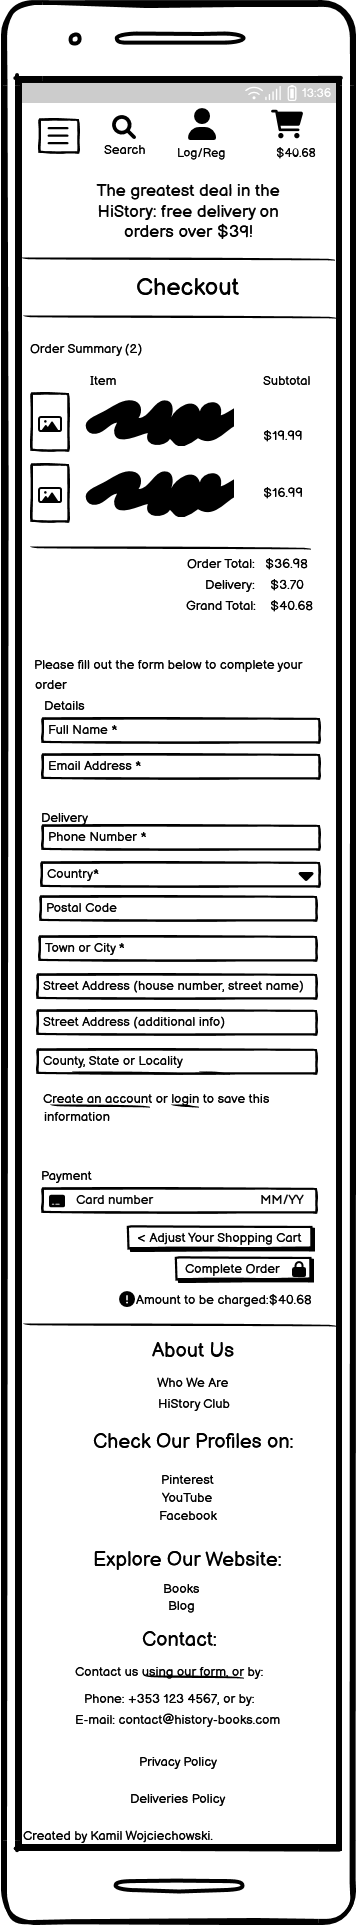 13:36
Search
Log/Reg
$40.68
The greatest deal in the
HiStory: free delivery on
orders over $39!
Checkout
Order Summary (2)
Item Subtotal
$19.99
$16.99
Order Total: $36.98
Delivery: $3.70
Grand Total: $40.68
Please fill out the form below to complete your
order
Details
Full Name *
Email Address *
Delivery
Phone Number *
Country*
Postal Code
Town or City *
Street Address (house number, street name)
Street Address (additional info)
County, State or Locality
Create an account or login to save this
information
Payment
Card number MM/YY
< Adjust Your Shopping Cart
Complete Order
Amount to be charged:$40.68
About Us
Who We Are
HiStory Club
Check Our Profiles on:
Pinterest
YouTube
Facebook
Explore Our Website:
Books
Blog
Contact:
Contact us using our form, or by:
Phone: +353 123 4567, or by:
E-mail: contact@history-books.com
Privacy Policy
Deliveries Policy
Created by Kamil Wojciechowski.